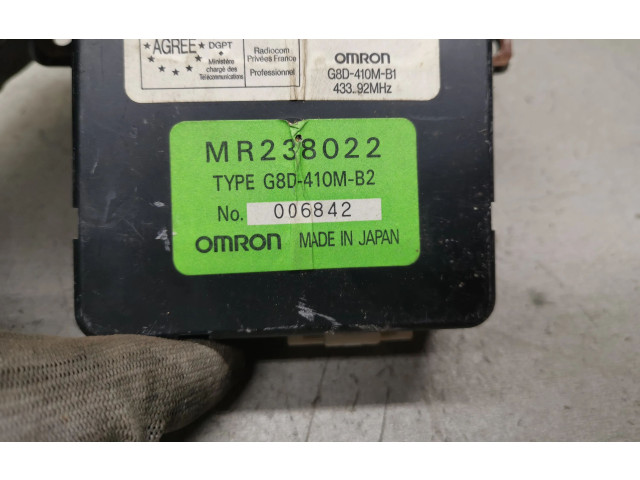 AGREE DGPT
Ministère
chargé des
Télécommunications
Radiocom
Privées France
Professionnel
OMRON
G8D-410M-B1
433.92MHz
MR238022
TYPE G8D-410M-B2
No. 006842
OMRON MADE IN JAPAN